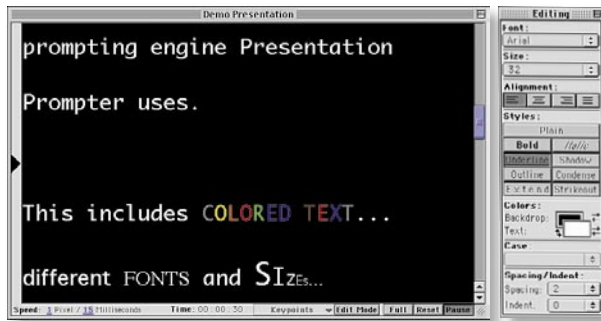 Demo Presentation
prompting engine Presentation
Prompter uses.
This includes COLORED TEXT...
different FONTS and SIZEs...
Speed: 1 Pixel / 15 Milliseconds Time: 00:00:30 Keypoints Edit Mode Full Reset Pause
Editing
Font:
Arial
Size:
32
Alignment:
Styles:
Plain
Bold Italic
Underline Shadow
Outline Condense
Extend Strikeout
Colors:
Backdrop:
Text:
Case:
Spacing/Indent:
Spacing: 2
Indent: 0